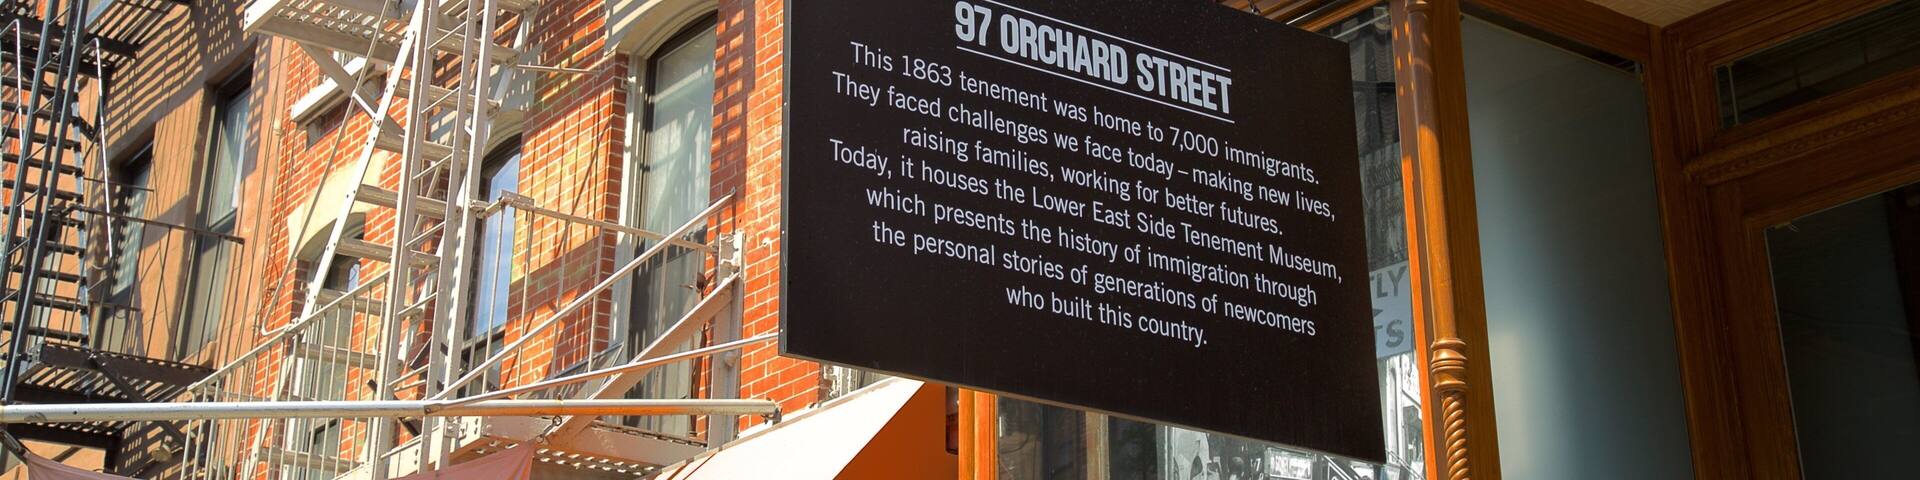 97 ORCHARD STREET
This 1863 tenement was home to 7,000 immigrants.
They faced challenges we face today – making new lives,
raising families, working for better futures.
Today, it houses the Lower East Side Tenement Museum,
which presents the history of immigration through
the personal stories of generations of newcomers
who built this country.
LY
TS